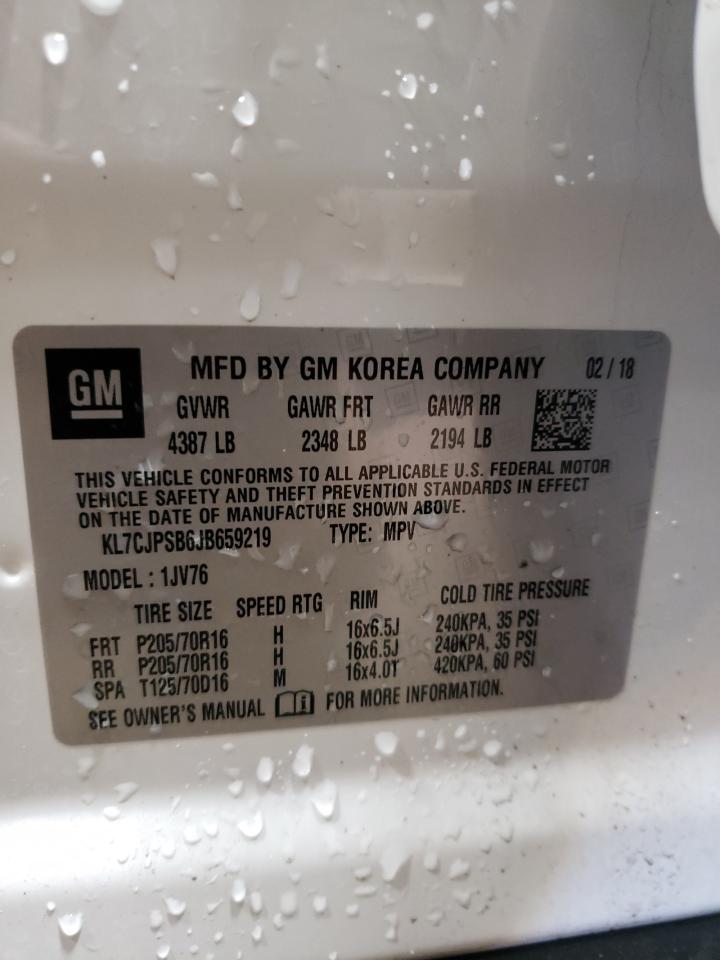 GM MFD BY GM KOREA COMPANY 02 / 18
GVWR GAWR FRT GAWR RR
4387 LB 2348 LB 2194 LB
THIS VEHICLE CONFORMS TO ALL APPLICABLE U.S. FEDERAL MOTOR
VEHICLE SAFETY AND THEFT PREVENTION STANDARDS IN EFFECT
ON THE DATE OF MANUFACTURE SHOWN ABOVE.
KL7CJPSB6JB659219 TYPE: MPV
MODEL : 1JV76
TIRE SIZE SPEED RTG RIM COLD TIRE PRESSURE
FRT P205/70R16 H 16x6.5J 240KPA, 35 PSI
RR P205/70R16 H 16x6.5J 240KPA, 35 PSI
SPA T125/70D16 M 16x4.0T 420KPA, 60 PSI
SEE OWNER'S MANUAL i FOR MORE INFORMATION.